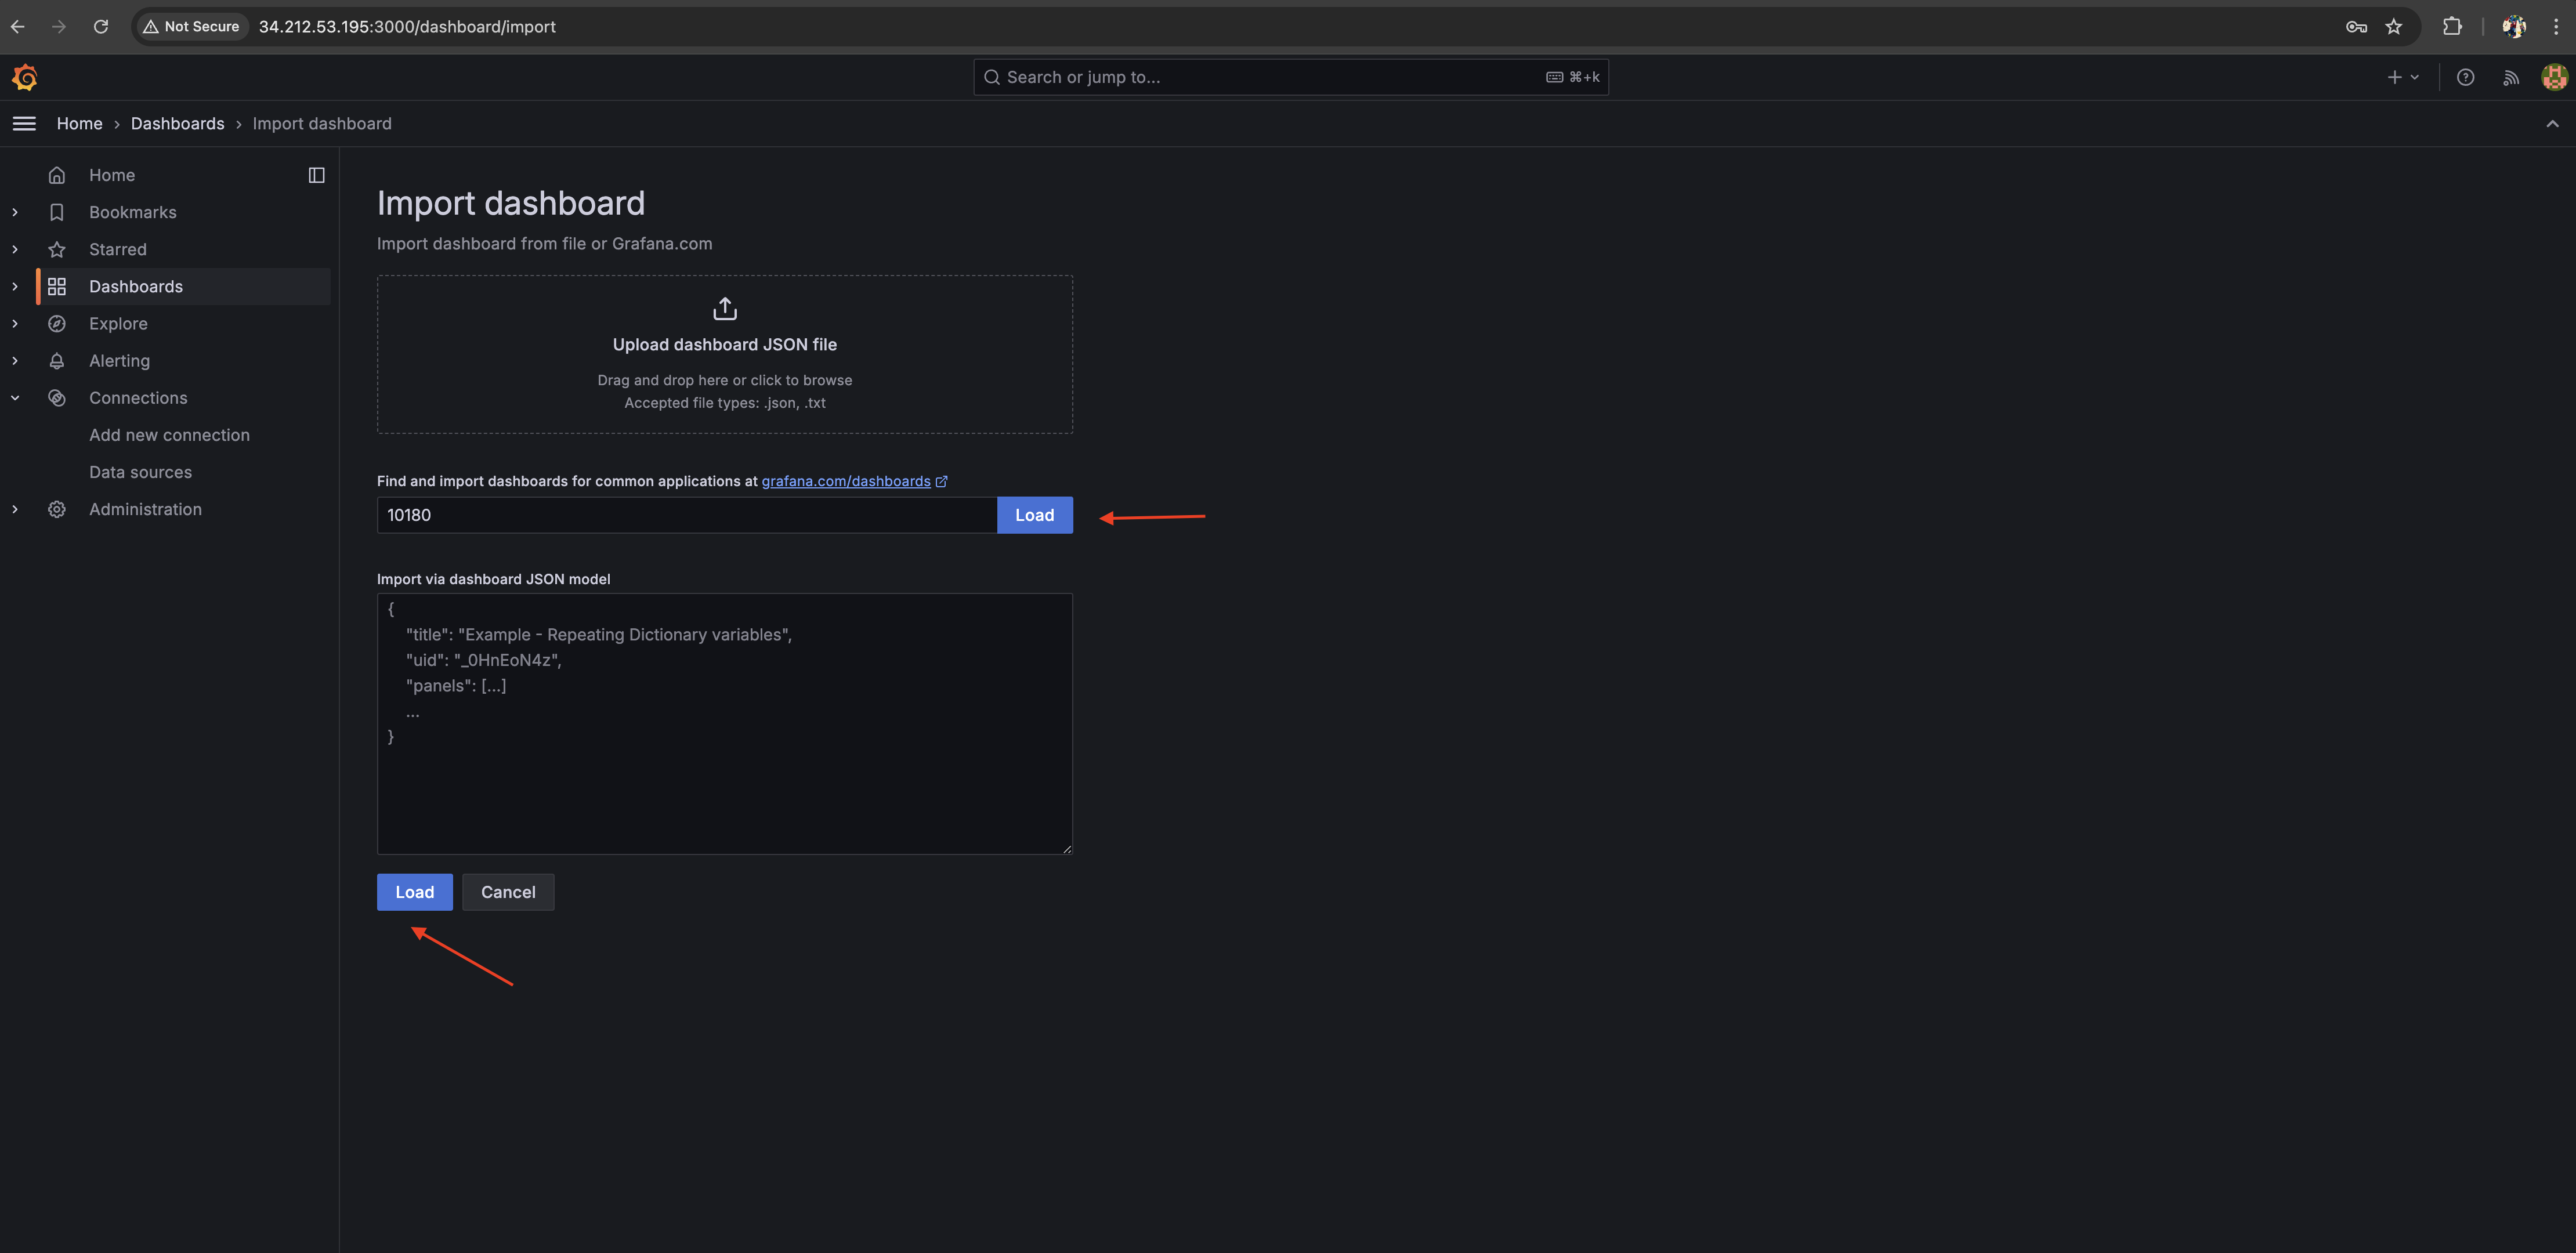 Not Secure 34.212.53.195:3000/dashboard/import
Search or jump to... ⌘+k
Home › Dashboards › Import dashboard
Home
Bookmarks
Starred
Dashboards
Explore
Alerting
Connections
Add new connection
Data sources
Administration
Import dashboard
Import dashboard from file or Grafana.com
Upload dashboard JSON file
Drag and drop here or click to browse
Accepted file types: .json, .txt
Find and import dashboards for common applications at grafana.com/dashboards
10180 Load
Import via dashboard JSON model
{
"title": "Example - Repeating Dictionary variables",
"uid": "_0HnEoN4z",
"panels": [...]
...
}
Load Cancel